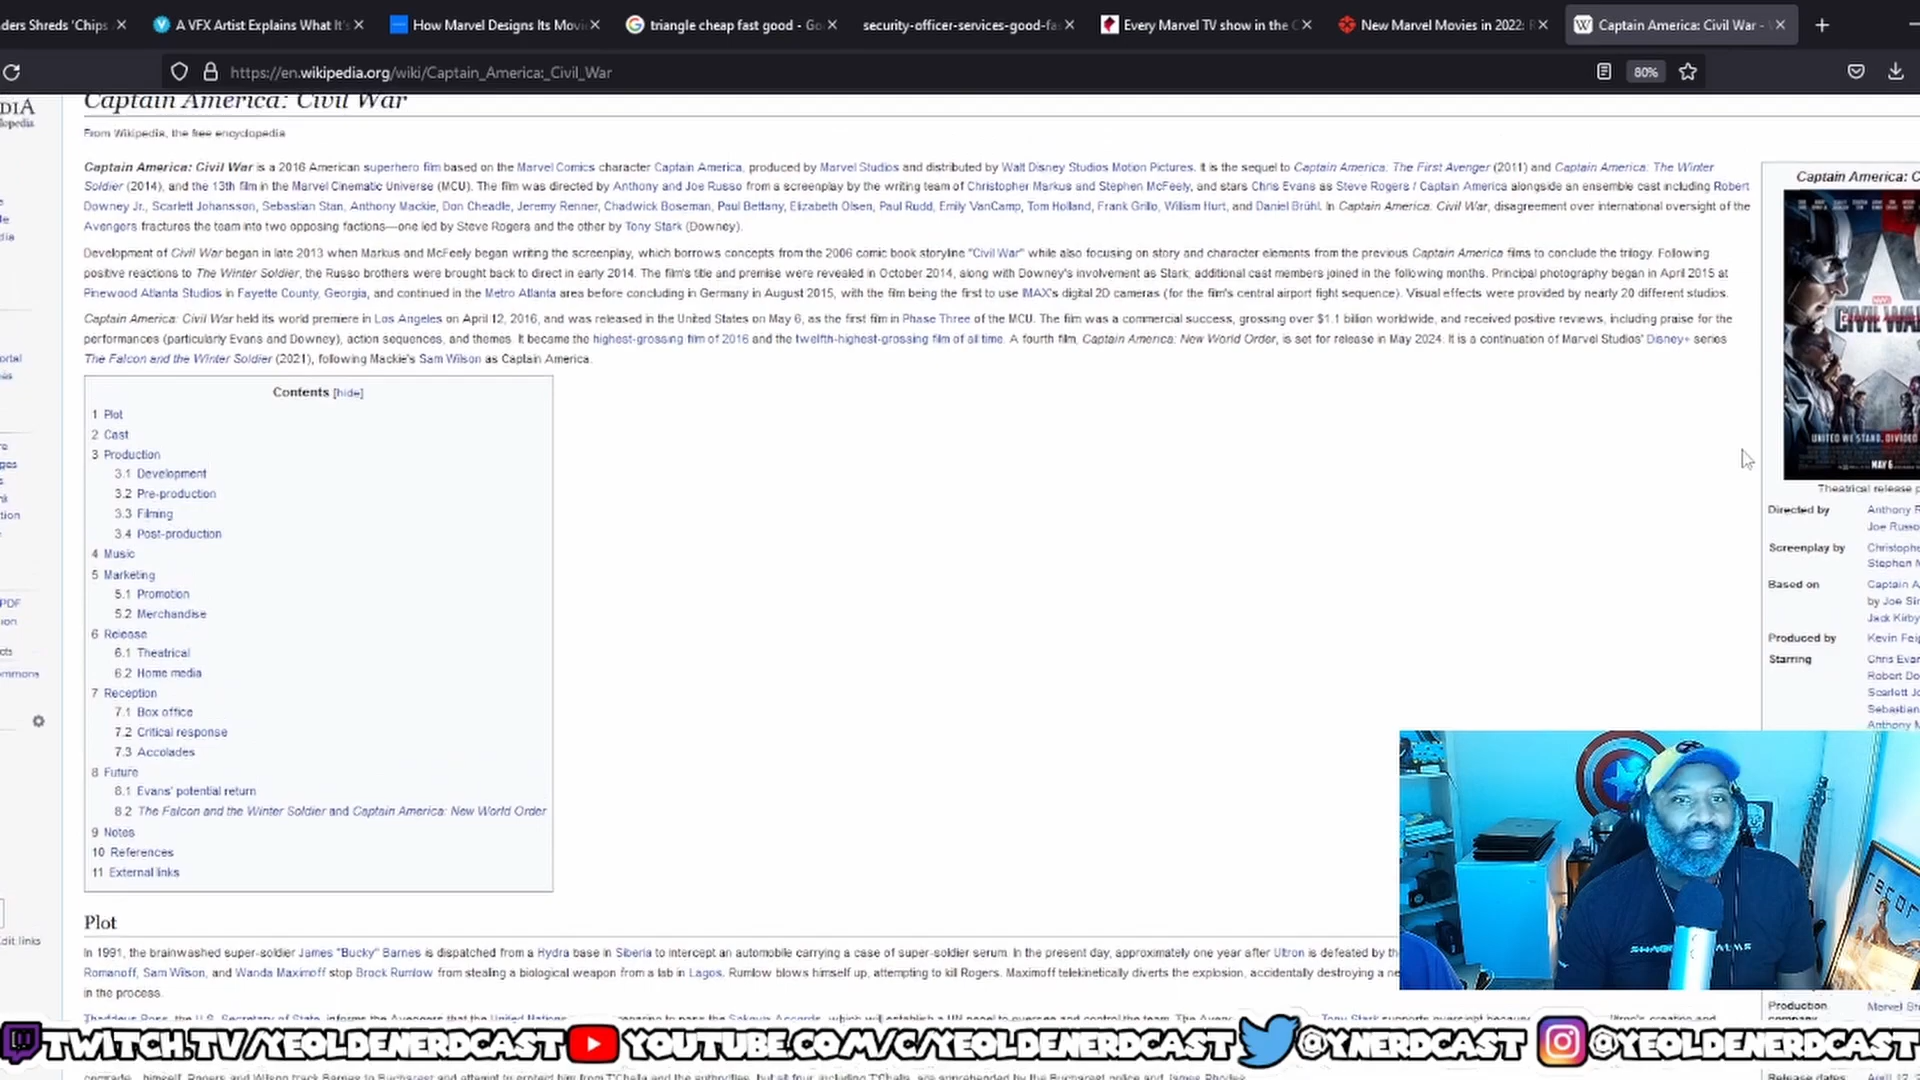 ders Shreds 'Chips
A VFX Artist Explains What It's
How Marvel Designs Its Movi
triangle cheap fast good - Go
security-officer-services-good-fa
Every Marvel TV show in the C
New Marvel Movies in 2022: R
Captain America: Civil War -
https://en.wikipedia.org/wiki/Captain_America:_Civil_War
80%
Captain America: Civil War
From Wikipedia, the free encyclopedia
Captain America: Civil War is a 2016 American superhero film based on the Marvel Comics character Captain America, produced by Marvel Studios and distributed by Walt Disney Studios Motion Pictures. It is the sequel to Captain America: The First Avenger (2011) and Captain America: The Winter
Soldier (2014), and the 13th film in the Marvel Cinematic Universe (MCU). The film was directed by Anthony and Joe Russo from a screenplay by the writing team of Christopher Markus and Stephen McFeely, and stars Chris Evans as Steve Rogers / Captain America alongside an ensemble cast including Robert
Downey Jr., Scarlett Johansson, Sebastian Stan, Anthony Mackie, Don Cheadle, Jeremy Renner, Chadwick Boseman, Paul Bettany, Elizabeth Olsen, Paul Rudd, Emily VanCamp, Tom Holland, Frank Grillo, William Hurt, and Daniel Brühl. In Captain America: Civil War, disagreement over international oversight of the
Avengers fractures the team into two opposing factions—one led by Steve Rogers and the other by Tony Stark (Downey).
Development of Civil War began in late 2013 when Markus and McFeely began writing the screenplay, which borrows concepts from the 2006 comic book storyline "Civil War" while also focusing on story and character elements from the previous Captain America films to conclude the trilogy. Following
positive reactions to The Winter Soldier, the Russo brothers were brought back to direct in early 2014. The film's title and premise were revealed in October 2014, along with Downey's involvement as Stark; additional cast members joined in the following months. Principal photography began in April 2015 at
Pinewood Atlanta Studios in Fayette County, Georgia, and continued in the Metro Atlanta area before concluding in Germany in August 2015, with the film being the first to use IMAX's digital 2D cameras (for the film's central airport fight sequence). Visual effects were provided by nearly 20 different studios.
Captain America: Civil War held its world premiere in Los Angeles on April 12, 2016, and was released in the United States on May 6, as the first film in Phase Three of the MCU. The film was a commercial success, grossing over $1.1 billion worldwide, and received positive reviews, including praise for the
performances (particularly Evans and Downey), action sequences, and themes. It became the highest-grossing film of 2016 and the twelfth-highest-grossing film of all time. A fourth film, Captain America: New World Order, is set for release in May 2024. It is a continuation of Marvel Studios' Disney+ series
The Falcon and the Winter Soldier (2021), following Mackie's Sam Wilson as Captain America.
Contents [hide]
1 Plot
2 Cast
3 Production
3.1 Development
3.2 Pre-production
3.3 Filming
3.4 Post-production
4 Music
5 Marketing
5.1 Promotion
5.2 Merchandise
6 Release
6.1 Theatrical
6.2 Home media
7 Reception
7.1 Box office
7.2 Critical response
7.3 Accolades
8 Future
8.1 Evans' potential return
8.2 The Falcon and the Winter Soldier and Captain America: New World Order
9 Notes
10 References
11 External links
Plot
In 1991, the brainwashed super-soldier James "Bucky" Barnes is dispatched from a Hydra base in Siberia to intercept an automobile carrying a case of super-soldier serum. In the present day, approximately one year after Ultron is defeated by the
Romanoff, Sam Wilson, and Wanda Maximoff stop Brock Rumlow from stealing a biological weapon from a lab in Lagos. Rumlow blows himself up, attempting to kill Rogers. Maximoff telekinetically diverts the explosion, accidentally destroying a ne
in the process.
Captain America: C
CIVIL WAR
UNITED WE STAND. DIVIDED
MAY 6
Theatrical release p
Directed by Anthony R
Joe Russo
Screenplay by Christophe
Stephen M
Based on Captain A
by Joe Sim
Jack Kirby
Produced by Kevin Feig
Starring Chris Evan
Robert Do
Scarlett Jo
Sebastian
Anthony M
Production Marvel St
TWITCH.TV/YEOLDENERDCAST
YOUTUBE.COM/C/YEOLDENERDCAST
@YNERDCAST
@YEOLDENERDCAST